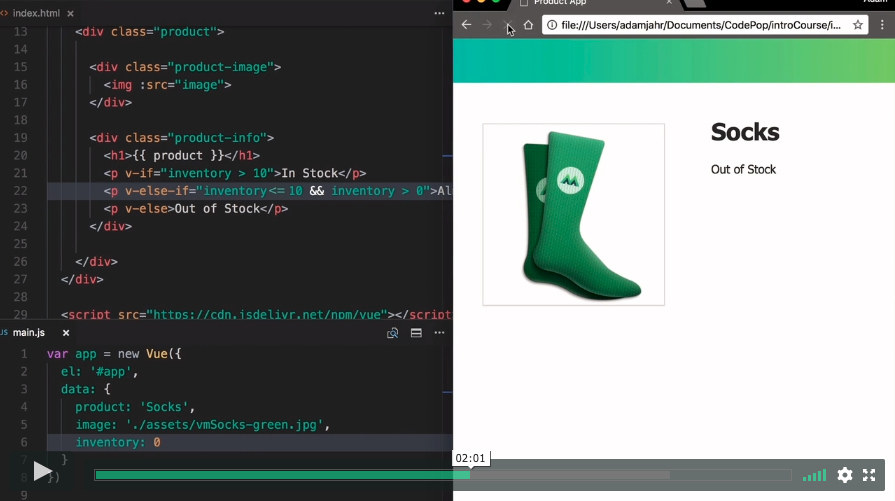 index.html
13 <div class="product">
14
15 <div class="product-image">
16 <img :src="image">
17 </div>
18
19 <div class="product-info">
20 <h1>{{ product }}</h1>
21 <p v-if="inventory > 10">In Stock</p>
22 <p v-else-if="inventory<= 10 && inventory > 0">Al
23 <p v-else>Out of Stock</p>
24 </div>
25
26 </div>
27 </div>
28
29 <script src="https://cdn.jsdelivr.net/npm/vue"></script
JS main.js
1 var app = new Vue({
2 el: '#app',
3 data: {
4 product: 'Socks',
5 image: './assets/vmSocks-green.jpg',
6 inventory: 0
7 }
8 })
9
Product App
Adam
file:///Users/adamjahr/Documents/CodePop/introCourse/i...
Socks
Out of Stock
02:01